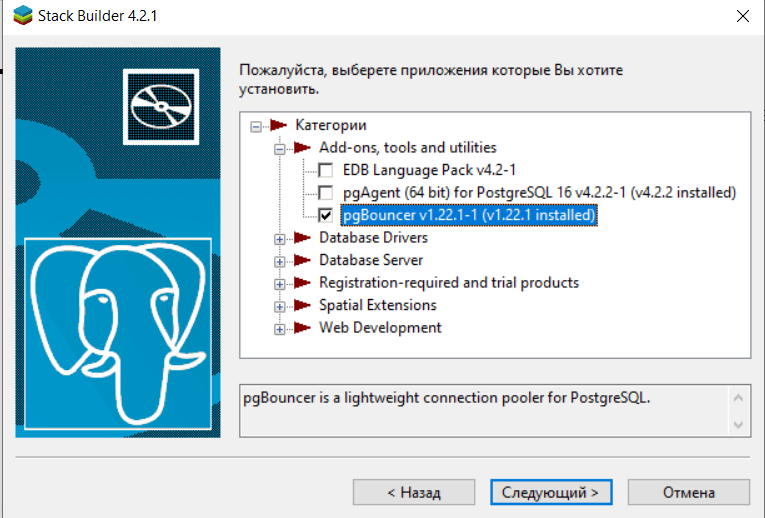 Stack Builder 4.2.1
Пожалуйста, выберете приложения которые Вы хотите
установить.
Категории
Add-ons, tools and utilities
EDB Language Pack v4.2-1
pgAgent (64 bit) for PostgreSQL 16 v4.2.2-1 (v4.2.2 installed)
pgBouncer v1.22.1-1 (v1.22.1 installed)
Database Drivers
Database Server
Registration-required and trial products
Spatial Extensions
Web Development
pgBouncer is a lightweight connection pooler for PostgreSQL.
< Назад
Следующий >
Отмена